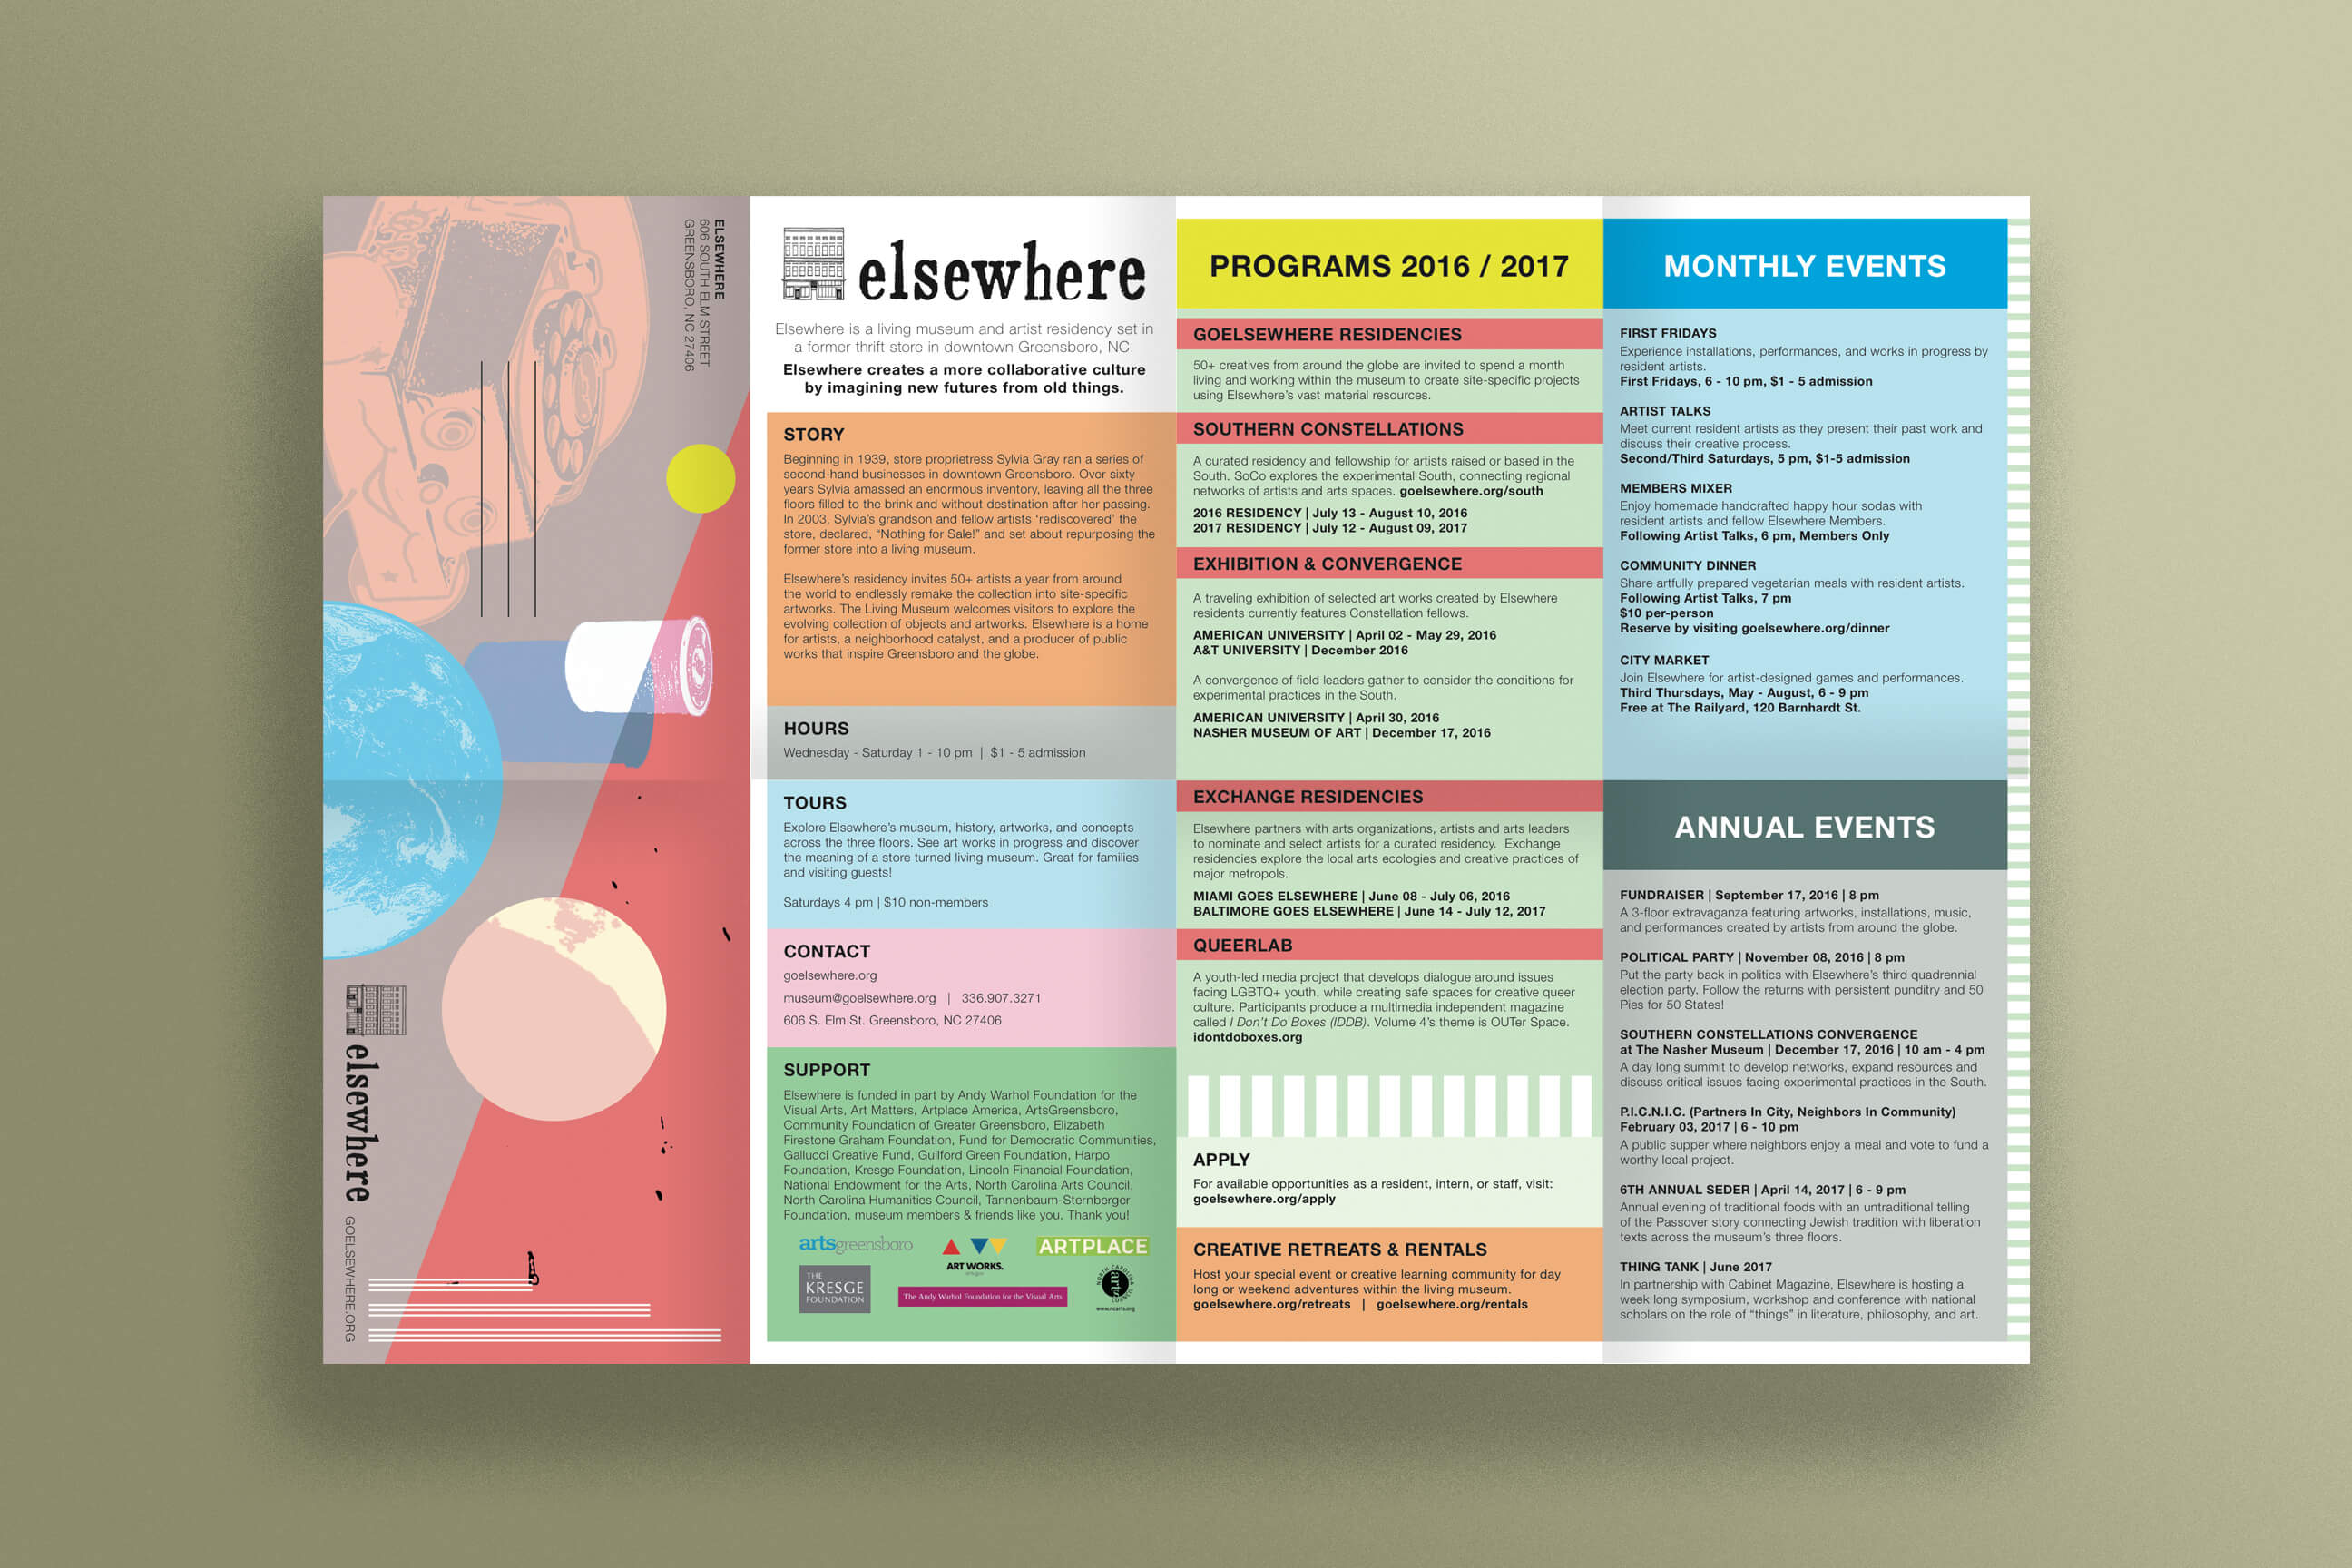 ELSEWHERE
606 SOUTH ELM STREET
GREENSBORO, NC 27406
elsewhere
GOELSEWHERE.ORG
elsewhere
Elsewhere is a living museum and artist residency set in
a former thrift store in downtown Greensboro, NC.
Elsewhere creates a more collaborative culture
by imagining new futures from old things.
STORY
Beginning in 1939, store proprietress Sylvia Gray ran a series of
second-hand businesses in downtown Greensboro. Over sixty
years Sylvia amassed an enormous inventory, leaving all the three
floors filled to the brink and without destination after her passing.
In 2003, Sylvia's grandson and fellow artists 'rediscovered' the
store, declared, "Nothing for Sale!" and set about repurposing the
former store into a living museum.
Elsewhere's residency invites 50+ artists a year from around
the world to endlessly remake the collection into site-specific
artworks. The Living Museum welcomes visitors to explore the
evolving collection of objects and artworks. Elsewhere is a home
for artists, a neighborhood catalyst, and a producer of public
works that inspire Greensboro and the globe.
HOURS
Wednesday - Saturday 1 - 10 pm | $1 - 5 admission
TOURS
Explore Elsewhere's museum, history, artworks, and concepts
across the three floors. See art works in progress and discover
the meaning of a store turned living museum. Great for families
and visiting guests!
Saturdays 4 pm | $10 non-members
CONTACT
goelsewhere.org
museum@goelsewhere.org | 336.907.3271
606 S. Elm St. Greensboro, NC 27406
SUPPORT
Elsewhere is funded in part by Andy Warhol Foundation for the
Visual Arts, Art Matters, Artplace America, ArtsGreensboro,
Community Foundation of Greater Greensboro, Elizabeth
Firestone Graham Foundation, Fund for Democratic Communities,
Gallucci Creative Fund, Guilford Green Foundation, Harpo
Foundation, Kresge Foundation, Lincoln Financial Foundation,
National Endowment for the Arts, North Carolina Arts Council,
North Carolina Humanities Council, Tannenbaum-Sternberger
Foundation, museum members & friends like you. Thank you!
artsgreensboro
ART WORKS.
ARTPLACE
THE
KRESGE
FOUNDATION
The Andy Warhol Foundation for the Visual Arts
NORTH CAROLINA
arts
COUNCIL
www.ncarts.org
PROGRAMS 2016 / 2017
GOELSEWHERE RESIDENCIES
50+ creatives from around the globe are invited to spend a month
living and working within the museum to create site-specific projects
using Elsewhere's vast material resources.
SOUTHERN CONSTELLATIONS
A curated residency and fellowship for artists raised or based in the
South. SoCo explores the experimental South, connecting regional
networks of artists and arts spaces. goelsewhere.org/south
2016 RESIDENCY | July 13 - August 10, 2016
2017 RESIDENCY | July 12 - August 09, 2017
EXHIBITION & CONVERGENCE
A traveling exhibition of selected art works created by Elsewhere
residents currently features Constellation fellows.
AMERICAN UNIVERSITY | April 02 - May 29, 2016
A&T UNIVERSITY | December 2016
A convergence of field leaders gather to consider the conditions for
experimental practices in the South.
AMERICAN UNIVERSITY | April 30, 2016
NASHER MUSEUM OF ART | December 17, 2016
EXCHANGE RESIDENCIES
Elsewhere partners with arts organizations, artists and arts leaders
to nominate and select artists for a curated residency. Exchange
residencies explore the local arts ecologies and creative practices of
major metropols.
MIAMI GOES ELSEWHERE | June 08 - July 06, 2016
BALTIMORE GOES ELSEWHERE | June 14 - July 12, 2017
QUEERLAB
A youth-led media project that develops dialogue around issues
facing LGBTQ+ youth, while creating safe spaces for creative queer
culture. Participants produce a multimedia independent magazine
called I Don't Do Boxes (IDDB). Volume 4's theme is OUTer Space.
idontdoboxes.org
APPLY
For available opportunities as a resident, intern, or staff, visit:
goelsewhere.org/apply
CREATIVE RETREATS & RENTALS
Host your special event or creative learning community for day
long or weekend adventures within the living museum.
goelsewhere.org/retreats | goelsewhere.org/rentals
MONTHLY EVENTS
FIRST FRIDAYS
Experience installations, performances, and works in progress by
resident artists.
First Fridays, 6 - 10 pm, $1 - 5 admission
ARTIST TALKS
Meet current resident artists as they present their past work and
discuss their creative process.
Second/Third Saturdays, 5 pm, $1-5 admission
MEMBERS MIXER
Enjoy homemade handcrafted happy hour sodas with
resident artists and fellow Elsewhere Members.
Following Artist Talks, 6 pm, Members Only
COMMUNITY DINNER
Share artfully prepared vegetarian meals with resident artists.
Following Artist Talks, 7 pm
$10 per-person
Reserve by visiting goelsewhere.org/dinner
CITY MARKET
Join Elsewhere for artist-designed games and performances.
Third Thursdays, May - August, 6 - 9 pm
Free at The Railyard, 120 Barnhardt St.
ANNUAL EVENTS
FUNDRAISER | September 17, 2016 | 8 pm
A 3-floor extravaganza featuring artworks, installations, music,
and performances created by artists from around the globe.
POLITICAL PARTY | November 08, 2016 | 8 pm
Put the party back in politics with Elsewhere's third quadrennial
election party. Follow the returns with persistent punditry and 50
Pies for 50 States!
SOUTHERN CONSTELLATIONS CONVERGENCE
at The Nasher Museum | December 17, 2016 | 10 am - 4 pm
A day long summit to develop networks, expand resources and
discuss critical issues facing experimental practices in the South.
P.I.C.N.I.C. (Partners In City, Neighbors In Community)
February 03, 2017 | 6 - 10 pm
A public supper where neighbors enjoy a meal and vote to fund a
worthy local project.
6TH ANNUAL SEDER | April 14, 2017 | 6 - 9 pm
Annual evening of traditional foods with an untraditional telling
of the Passover story connecting Jewish tradition with liberation
texts across the museum's three floors.
THING TANK | June 2017
In partnership with Cabinet Magazine, Elsewhere is hosting a
week long symposium, workshop and conference with national
scholars on the role of "things" in literature, philosophy, and art.